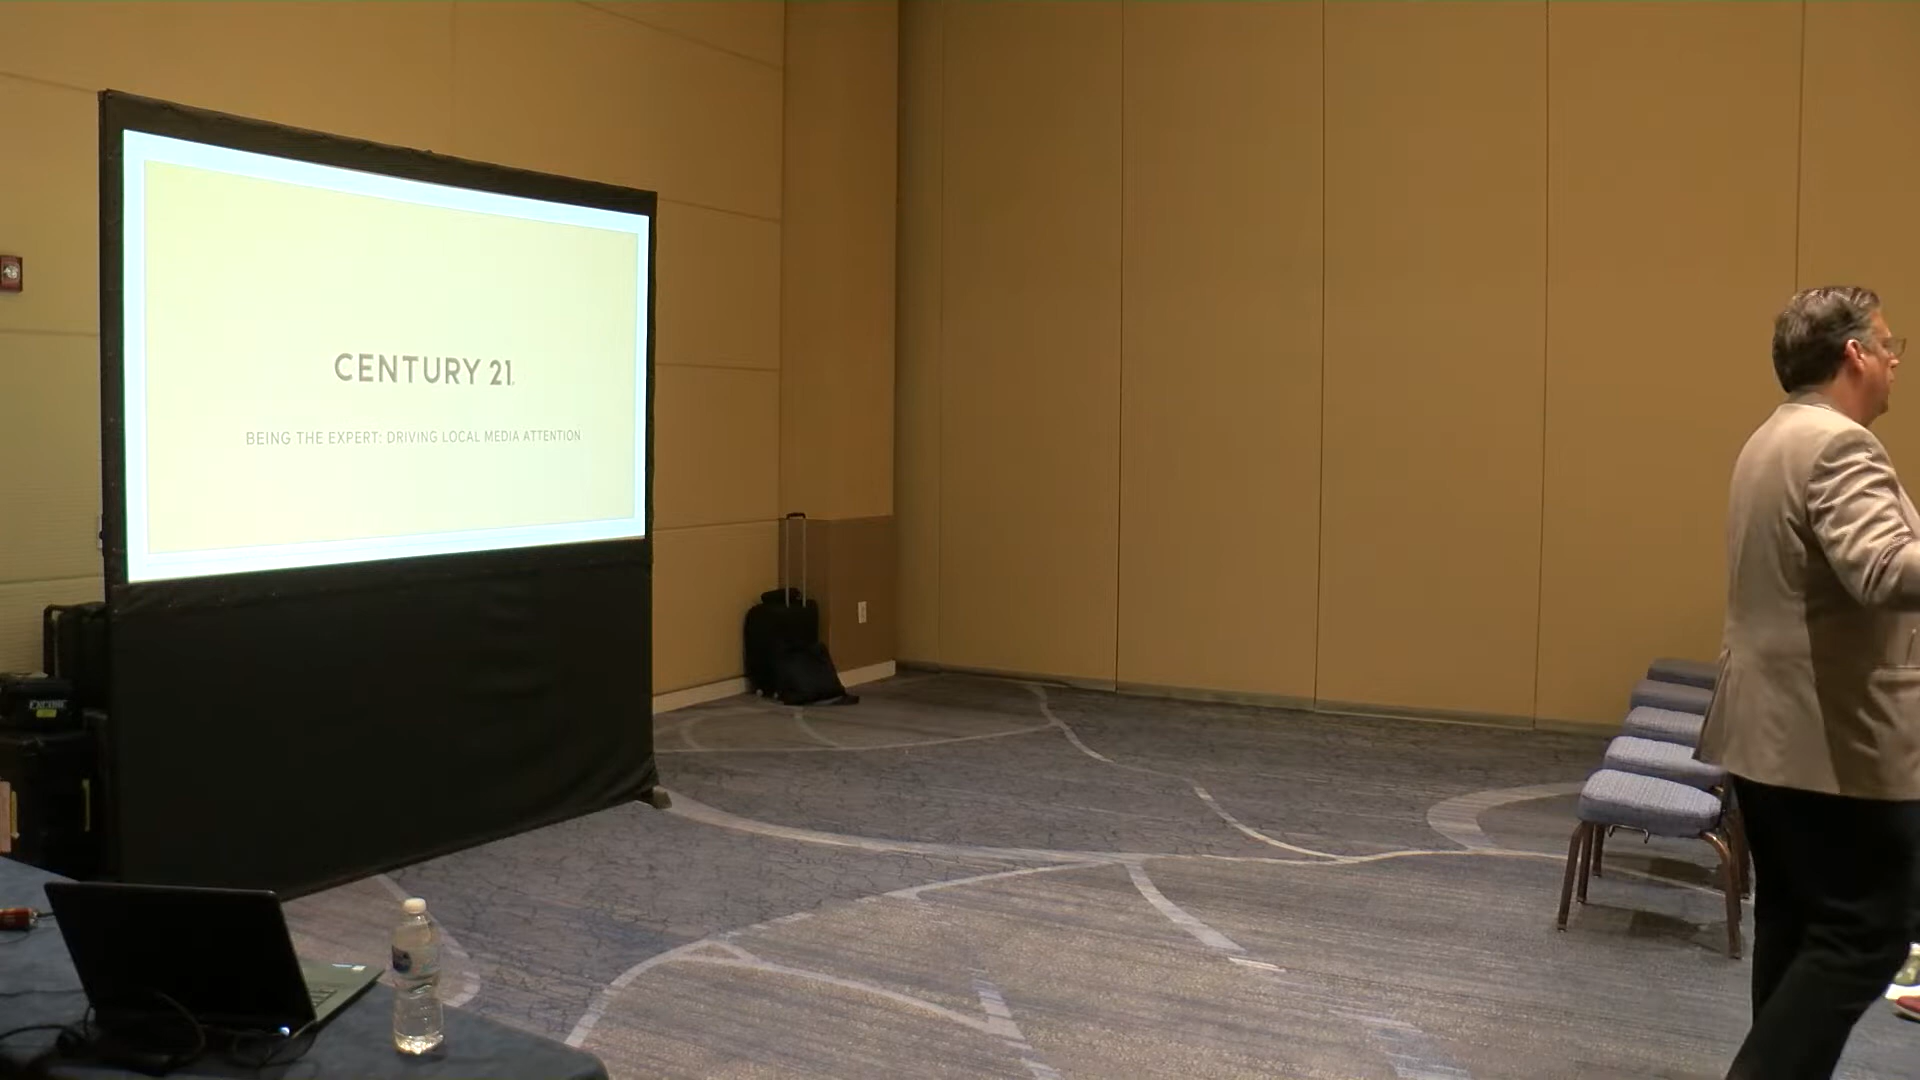 CENTURY 21.
BEING THE EXPERT: DRIVING LOCAL MEDIA ATTENTION